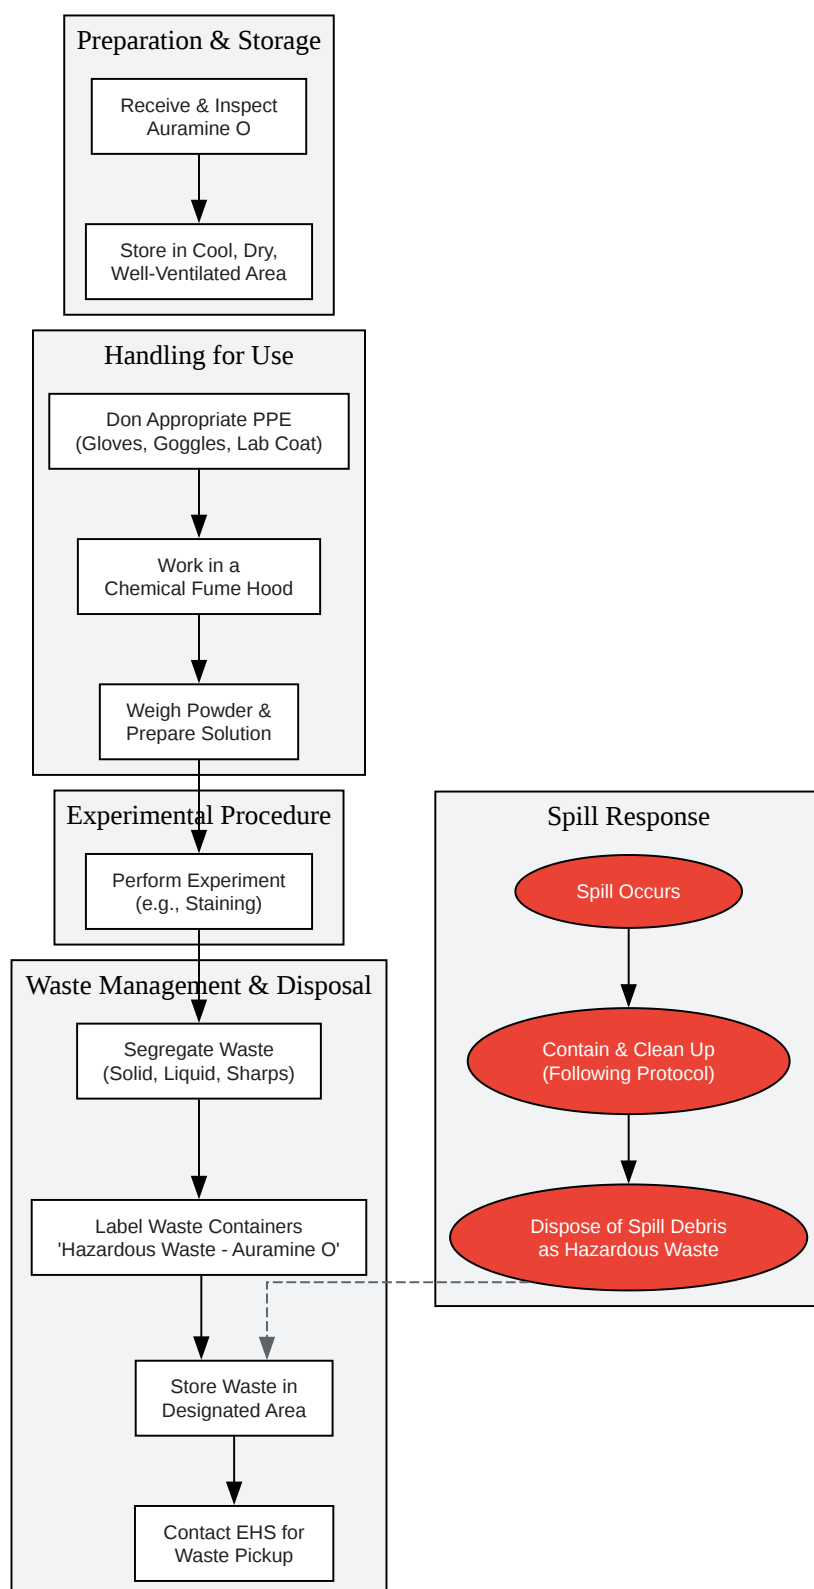 Preparation & Storage
Receive & Inspect
Auramine O
Store in Cool, Dry,
Well-Ventilated Area
Handling for Use
Don Appropriate PPE
(Gloves, Goggles, Lab Coat)
Work in a
Chemical Fume Hood
Weigh Powder &
Prepare Solution
Experimental Procedure
Perform Experiment
(e.g., Staining)
Waste Management & Disposal
Segregate Waste
(Solid, Liquid, Sharps)
Label Waste Containers
'Hazardous Waste - Auramine O'
Store Waste in
Designated Area
Contact EHS for
Waste Pickup
Spill Response
Spill Occurs
Contain & Clean Up
(Following Protocol)
Dispose of Spill Debris
as Hazardous Waste